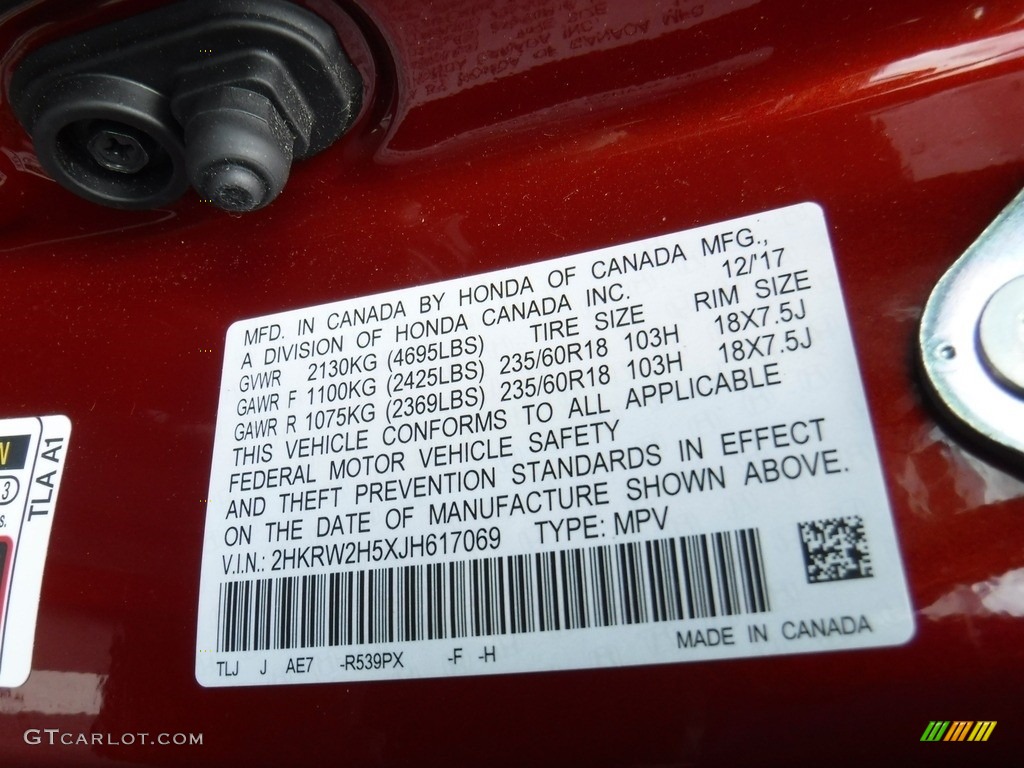 MFD. IN CANADA BY HONDA OF CANADA MFG.,
A DIVISION OF HONDA CANADA INC. 12/'17
GVWR 2130KG (4695LBS) TIRE SIZE RIM SIZE
GAWR F 1100KG (2425LBS) 235/60R18 103H 18X7.5J
GAWR R 1075KG (2369LBS) 235/60R18 103H 18X7.5J
THIS VEHICLE CONFORMS TO ALL APPLICABLE
FEDERAL MOTOR VEHICLE SAFETY
AND THEFT PREVENTION STANDARDS IN EFFECT
ON THE DATE OF MANUFACTURE SHOWN ABOVE.
V.I.N.: 2HKRW2H5XJH617069 TYPE: MPV
TLJ J AE7 -R539PX -F -H MADE IN CANADA
N
3
s.
TLA A1
GTCARLOT.COM